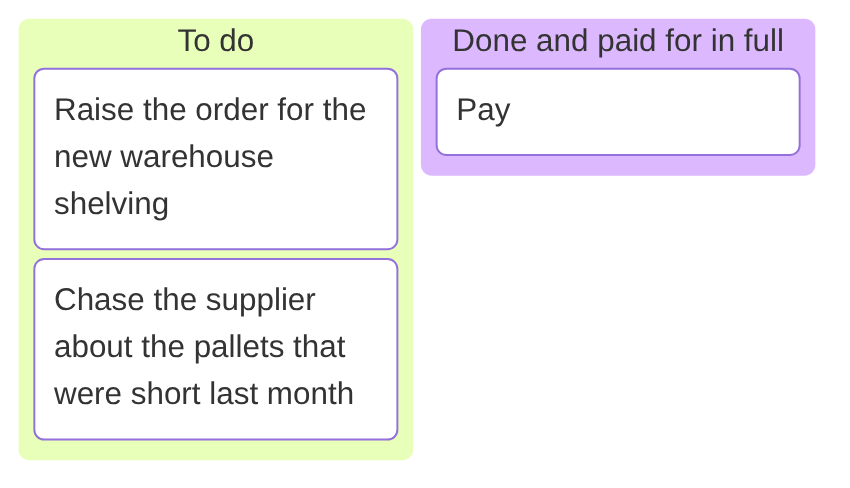 To do
Raise the order for the
new warehouse
shelving
Chase the supplier
about the pallets that
were short last month
Done and paid for in full
Pay